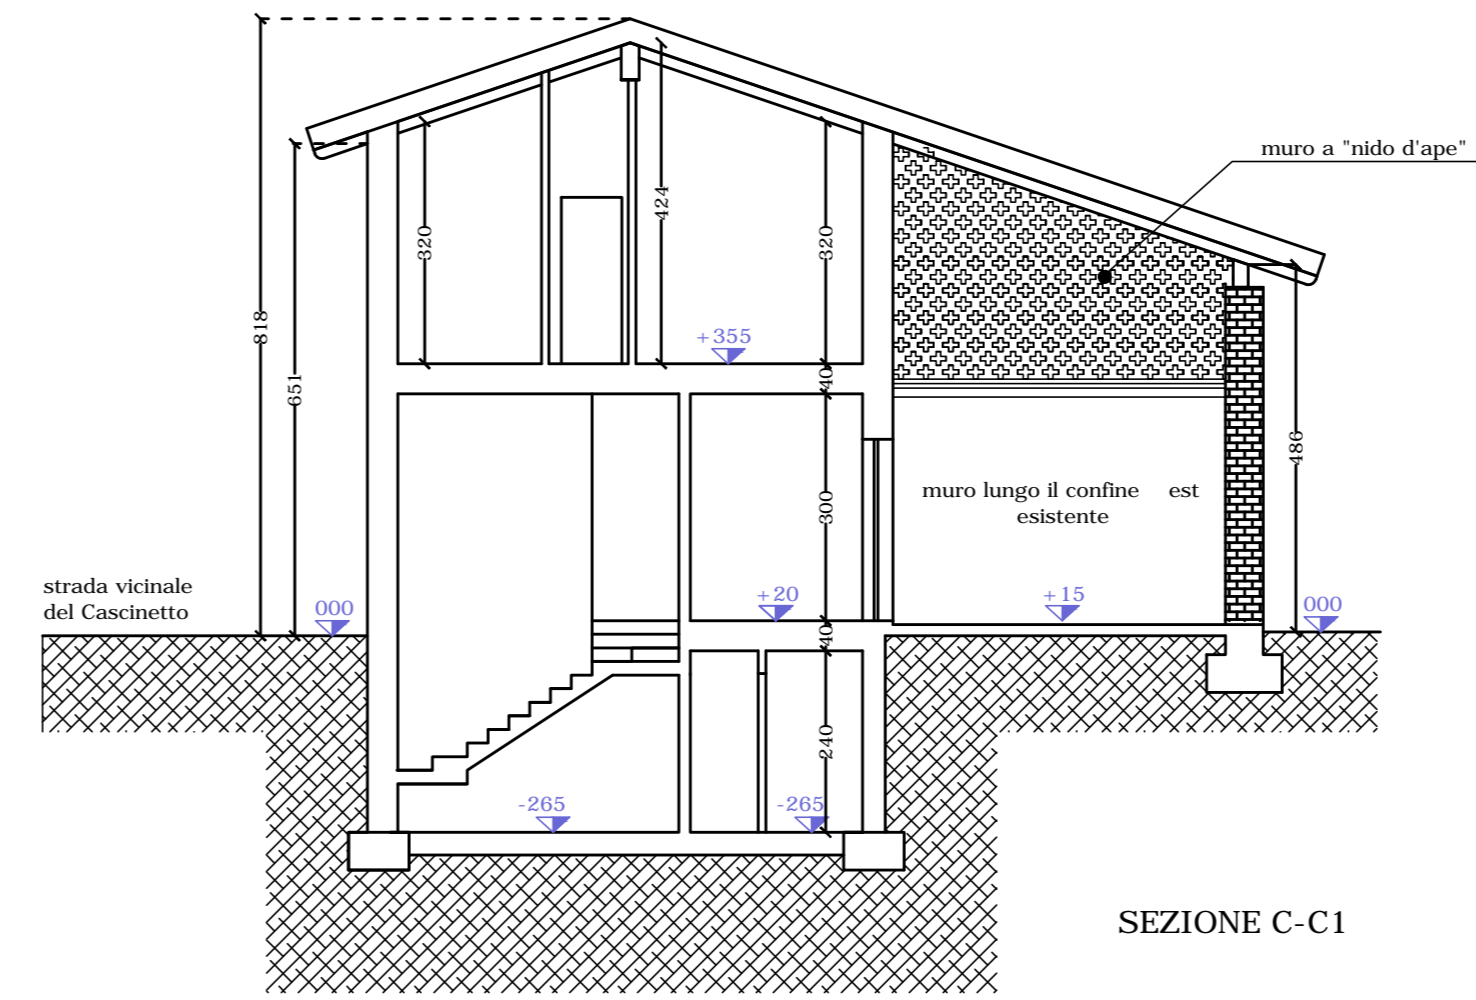 muro a "nido d'ape"
818
651
320
424
320
+355
40
486
muro lungo il confine est
esistente
300
strada vicinale
del Cascinetto
000
+20
+15
000
40
240
-265
-265
SEZIONE C-C1